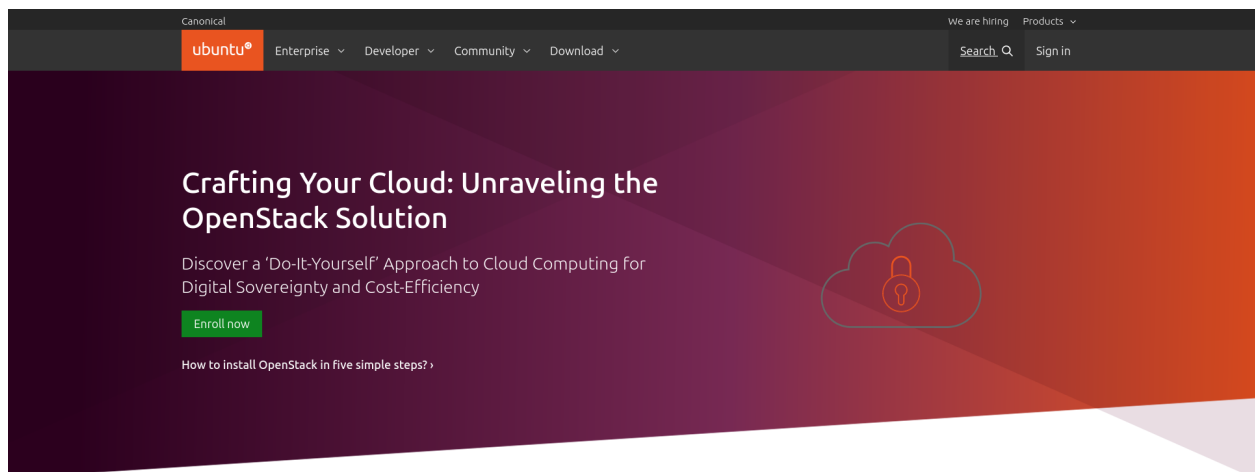 Canonical
We are hiring
Products
ubuntu®
Enterprise
Developer
Community
Download
Search
Sign in
Crafting Your Cloud: Unraveling the
OpenStack Solution
Discover a ‘Do-It-Yourself’ Approach to Cloud Computing for
Digital Sovereignty and Cost-Efficiency
Enroll now
How to install OpenStack in five simple steps? ›